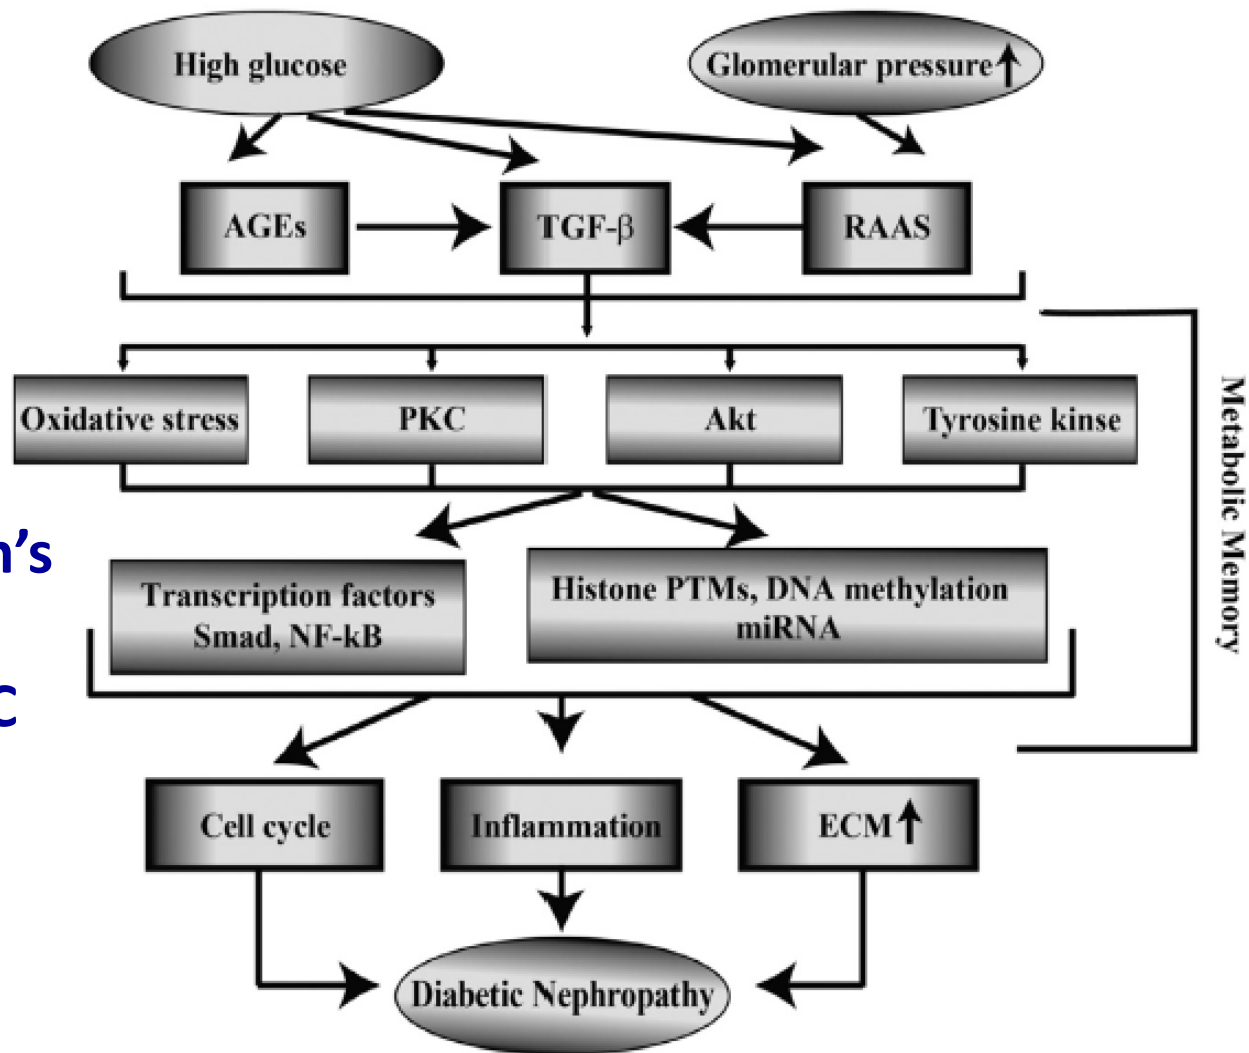 High glucose
Glomerular pressure↑
AGEs
TGF-β
RAAS
Oxidative stress
PKC
Akt
Tyrosine kinse
Metabolic Memory
n's
Transcription factors
Smad, NF-kB
Histone PTMs, DNA methylation
miRNA
C
Cell cycle
Inflammation
ECM↑
Diabetic Nephropathy